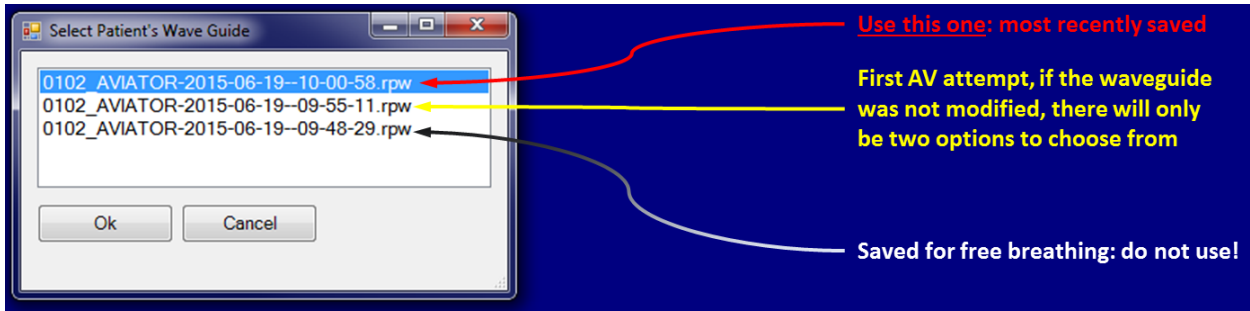 Select Patient's Wave Guide
0102_AVIATOR-2015-06-19--10-00-58.rpw
0102_AVIATOR-2015-06-19--09-55-11.rpw
0102_AVIATOR-2015-06-19--09-48-29.rpw
Ok
Cancel
Use this one: most recently saved
First AV attempt, if the waveguide
was not modified, there will only
be two options to choose from
Saved for free breathing: do not use!